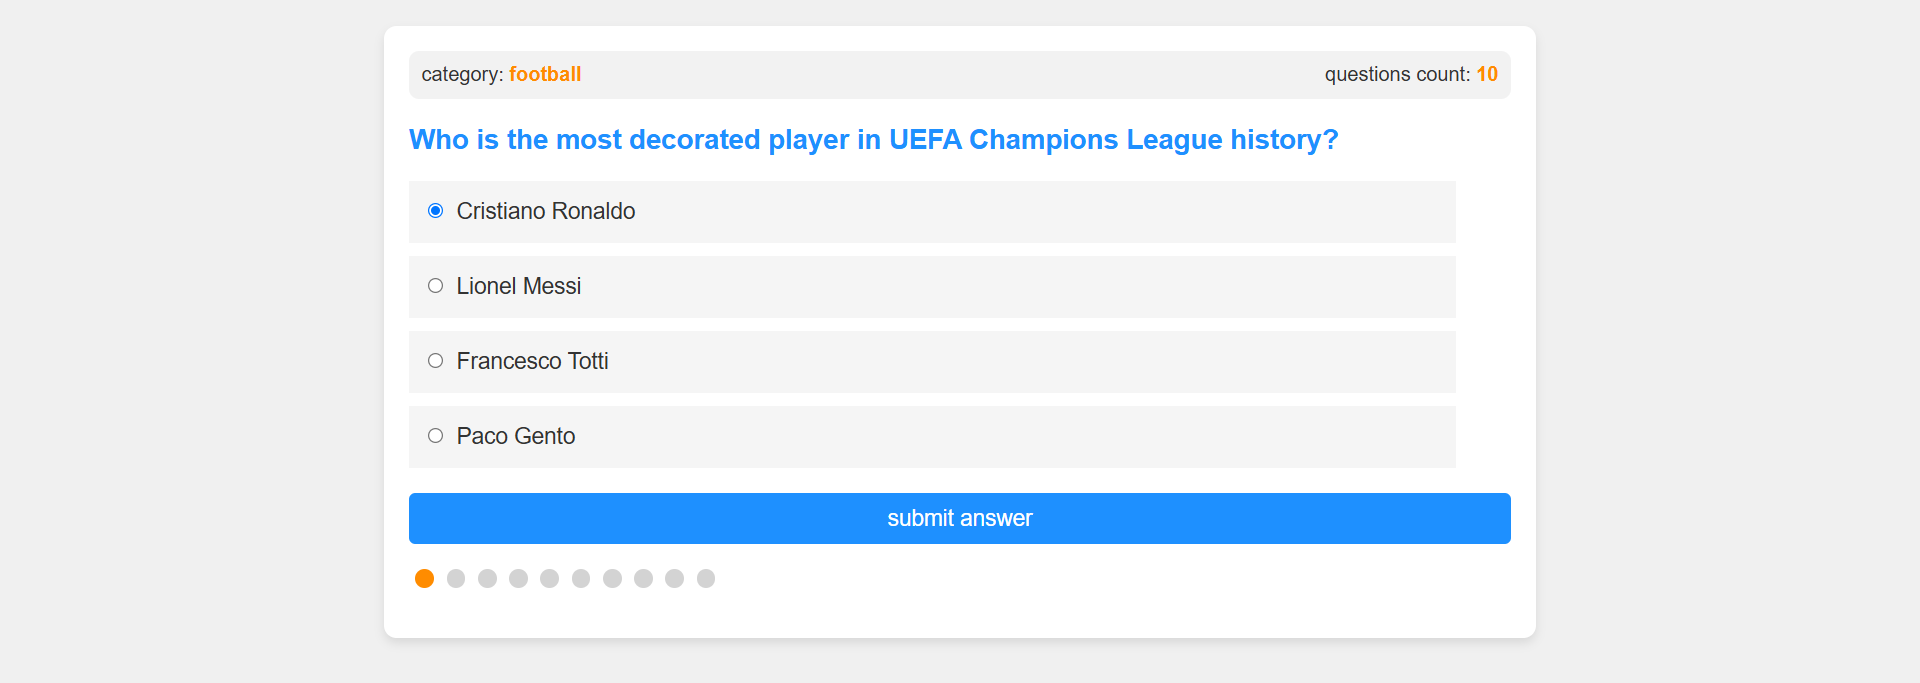 category: football
questions count: 10
Who is the most decorated player in UEFA Champions League history?
Cristiano Ronaldo
Lionel Messi
Francesco Totti
Paco Gento
submit answer